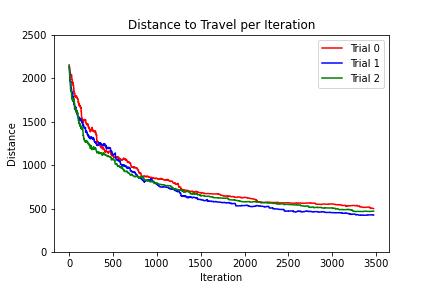 Distance to Travel per Iteration
Trial 0
Trial 1
Trial 2
Distance
2500
2000
1500
1000
500
0
0 500 1000 1500 2000 2500 3000 3500
Iteration